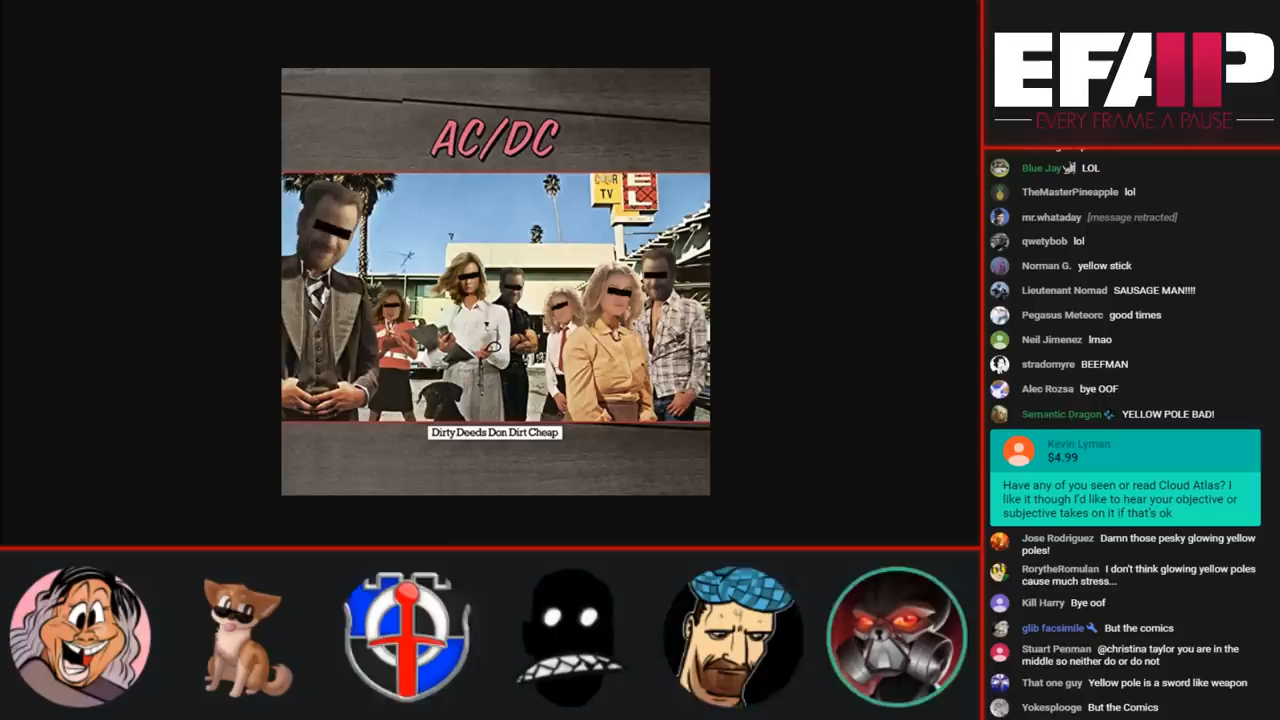 AC/DC
COLOR
TV
EL
Dirty Deeds Don Dirt Cheap
EFAP
EVERY FRAME A PAUSE
Blue Jay LOL
TheMasterPineapple lol
mr.whataday [message retracted]
qwetybob lol
Norman G. yellow stick
Lieutenant Nomad SAUSAGE MAN!!!!
Pegasus Meteorc good times
Neil Jimenez lmao
stradomyre BEEFMAN
Alec Rozsa bye OOF
Semantic Dragon YELLOW POLE BAD!
Kevin Lyman
$4.99
Have any of you seen or read Cloud Atlas? I
like it though I'd like to hear your objective or
subjective takes on it if that's ok
Jose Rodriguez Damn those pesky glowing yellow
poles!
RorytheRomulan I don't think glowing yellow poles
cause much stress...
Kill Harry Bye oof
glib facsimile But the comics
Stuart Penman @christina taylor you are in the
middle so neither do or do not
That one guy Yellow pole is a sword like weapon
Yokesplooge But the Comics